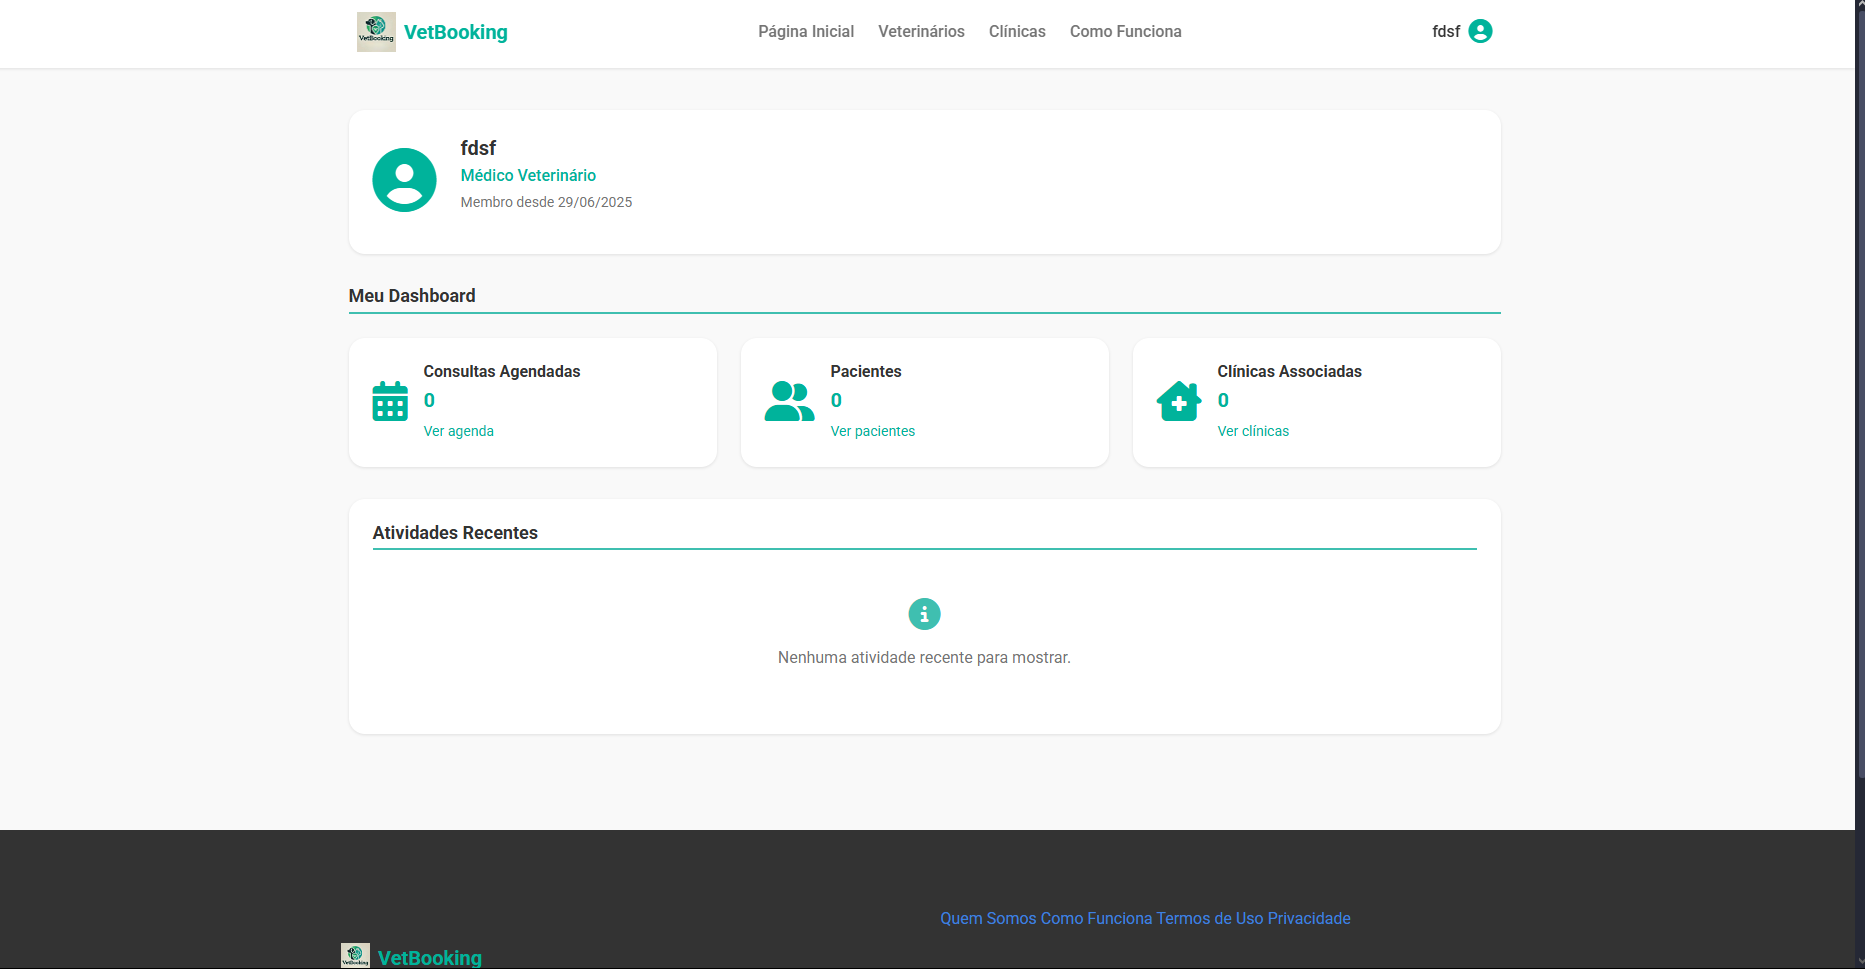 VetBooking
VetBooking
Página Inicial
Veterinários
Clínicas
Como Funciona
fdsf
fdsf
Médico Veterinário
Membro desde 29/06/2025
Meu Dashboard
Consultas Agendadas
0
Ver agenda
Pacientes
0
Ver pacientes
Clínicas Associadas
0
Ver clínicas
Atividades Recentes
Nenhuma atividade recente para mostrar.
Quem Somos Como Funciona Termos de Uso Privacidade
VetBooking
VetBooking